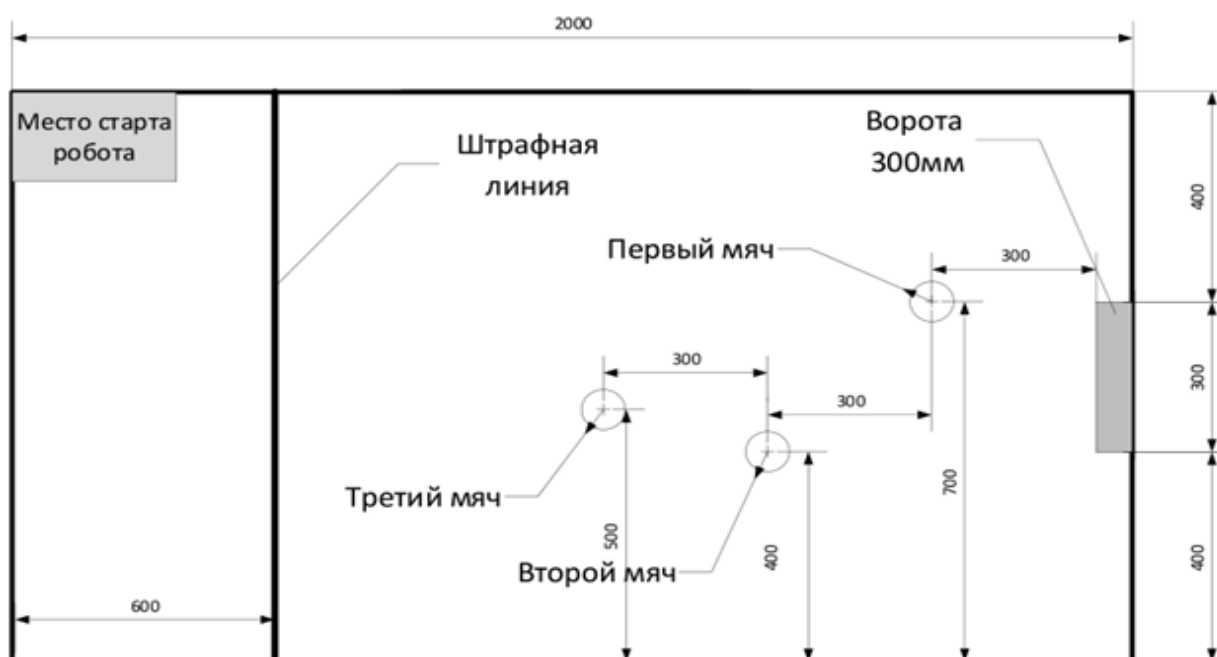 2000
Место старта
робота
Штрафная
линия
Ворота
300мм
400
Первый мяч
300
300
300
300
Третий мяч
500
Второй мяч
400
700
400
600